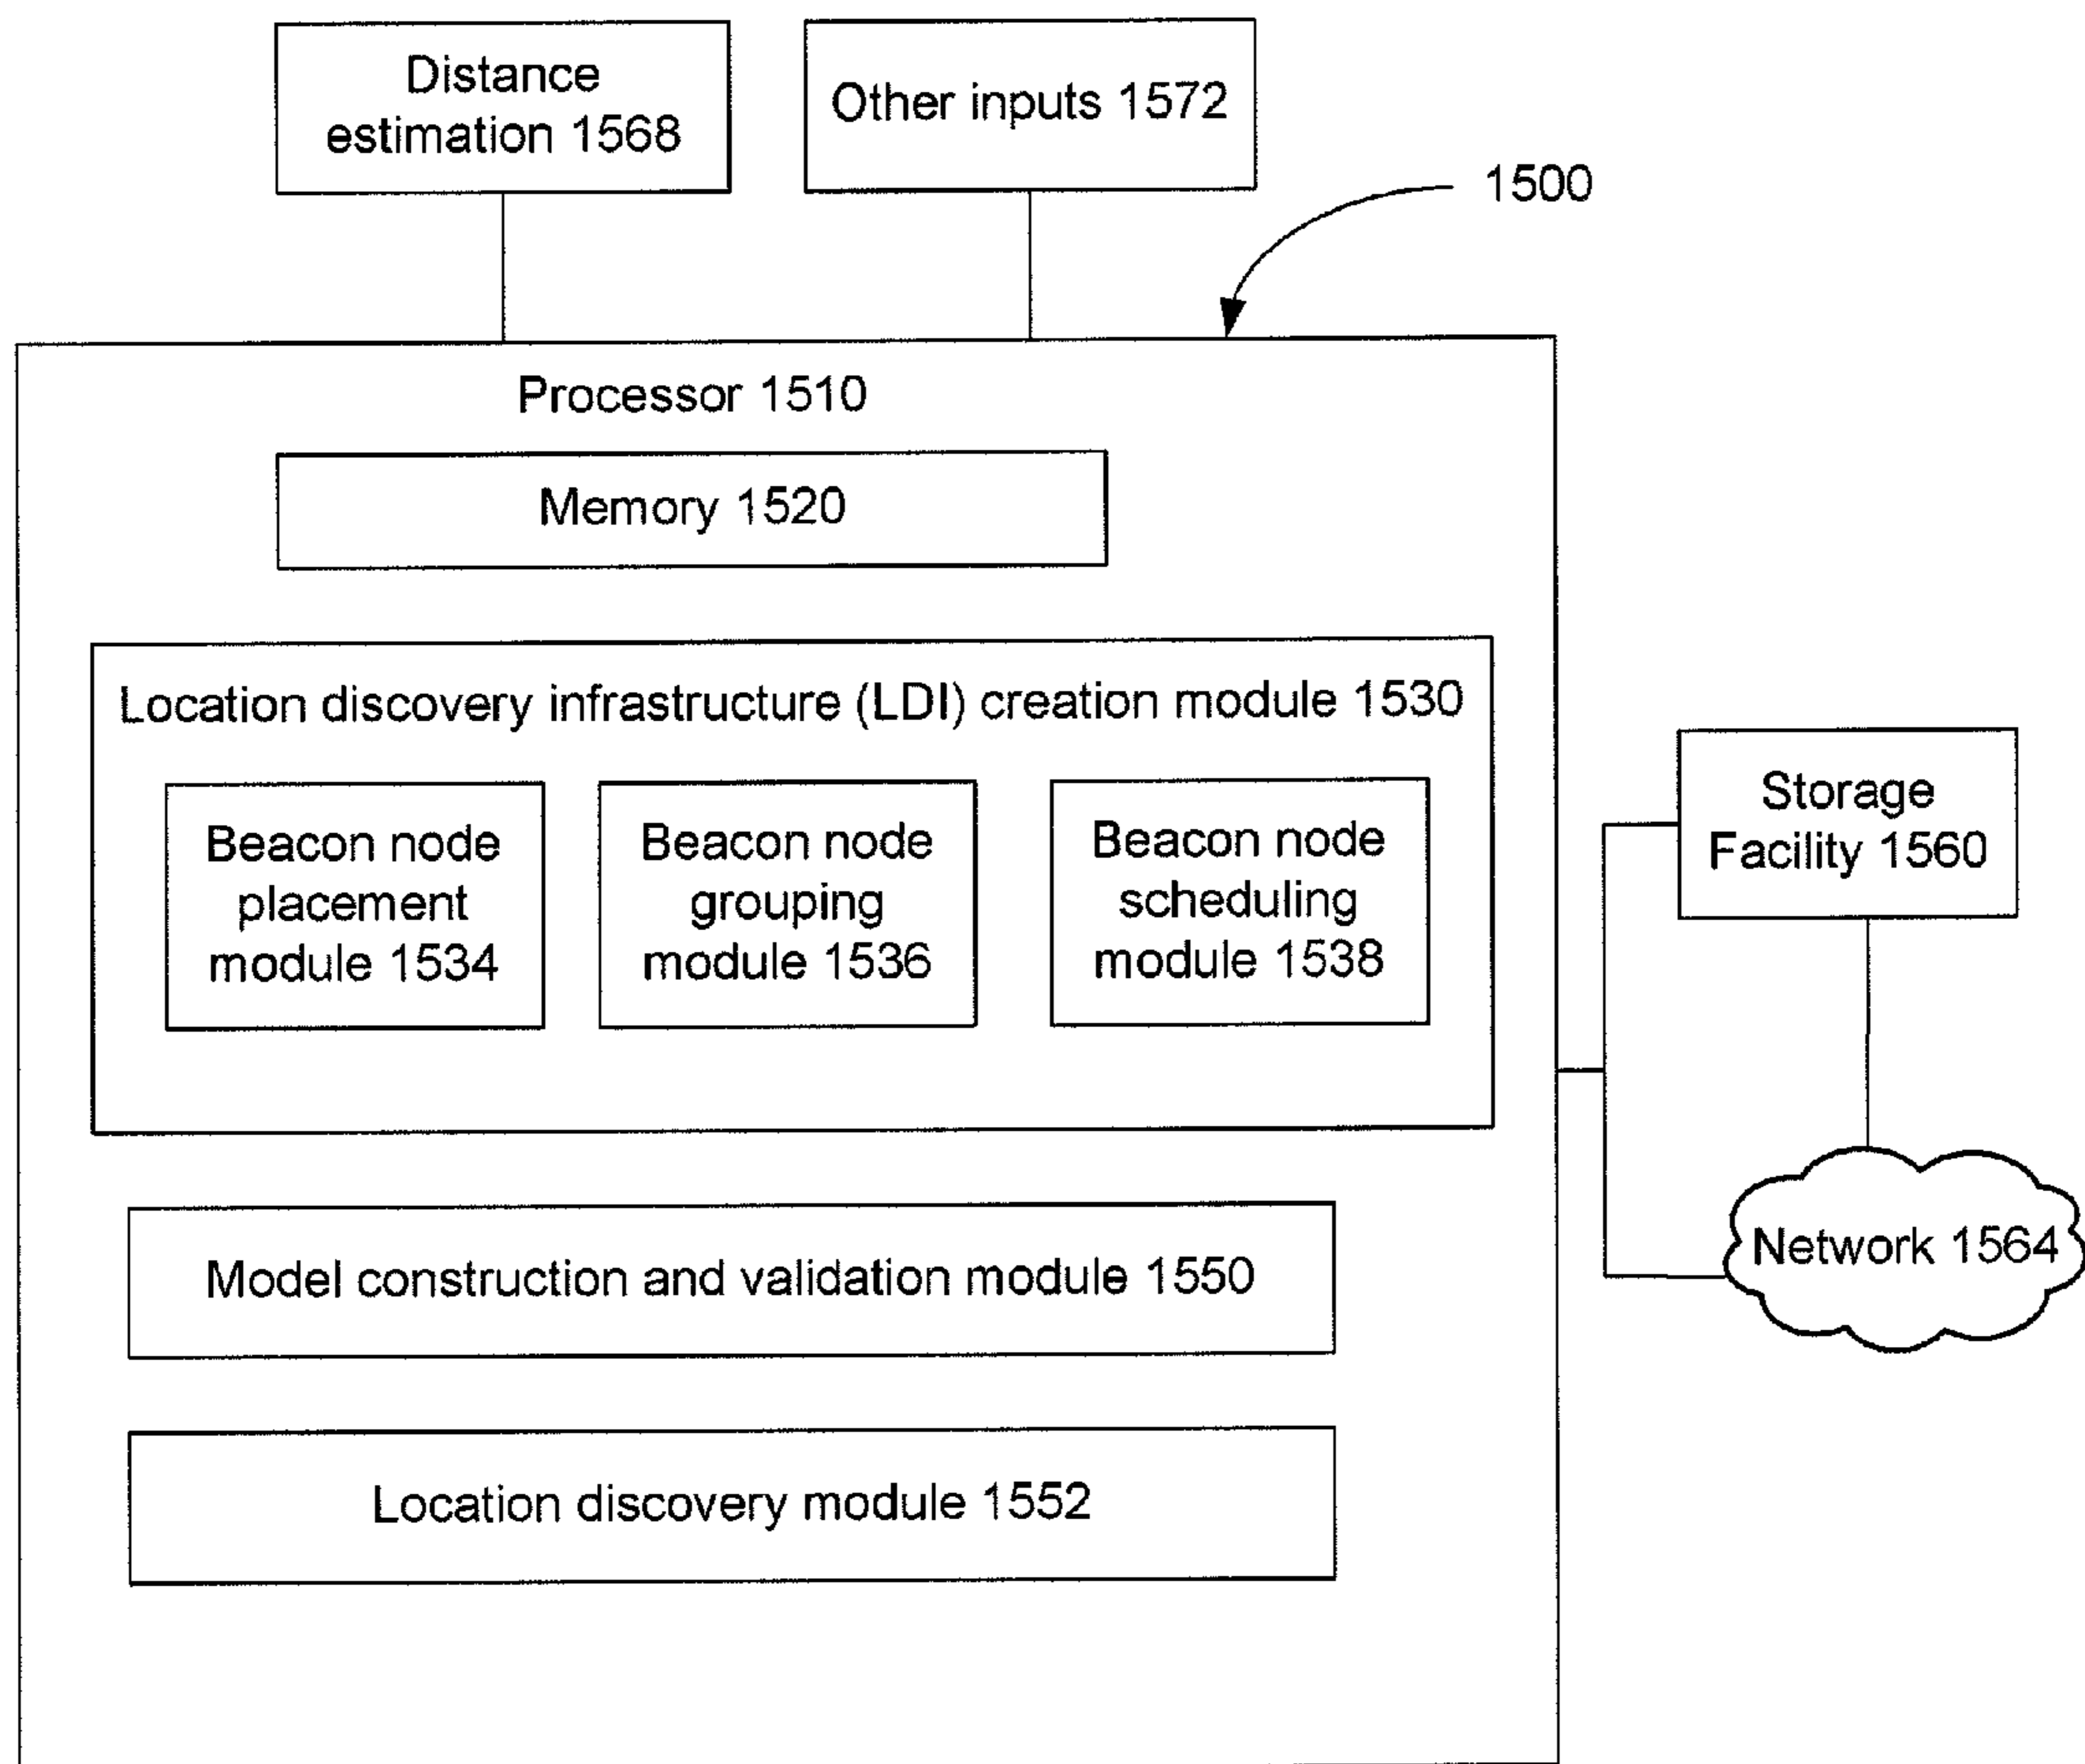 Distance
estimation 1568
Other inputs 1572
1500
Processor 1510
Memory 1520
Location discovery infrastructure (LDI) creation module 1530
Beacon node
placement
module 1534
Beacon node
grouping
module 1536
Beacon node
scheduling
module 1538
Storage
Facility 1560
Network 1564
Model construction and validation module 1550
Location discovery module 1552